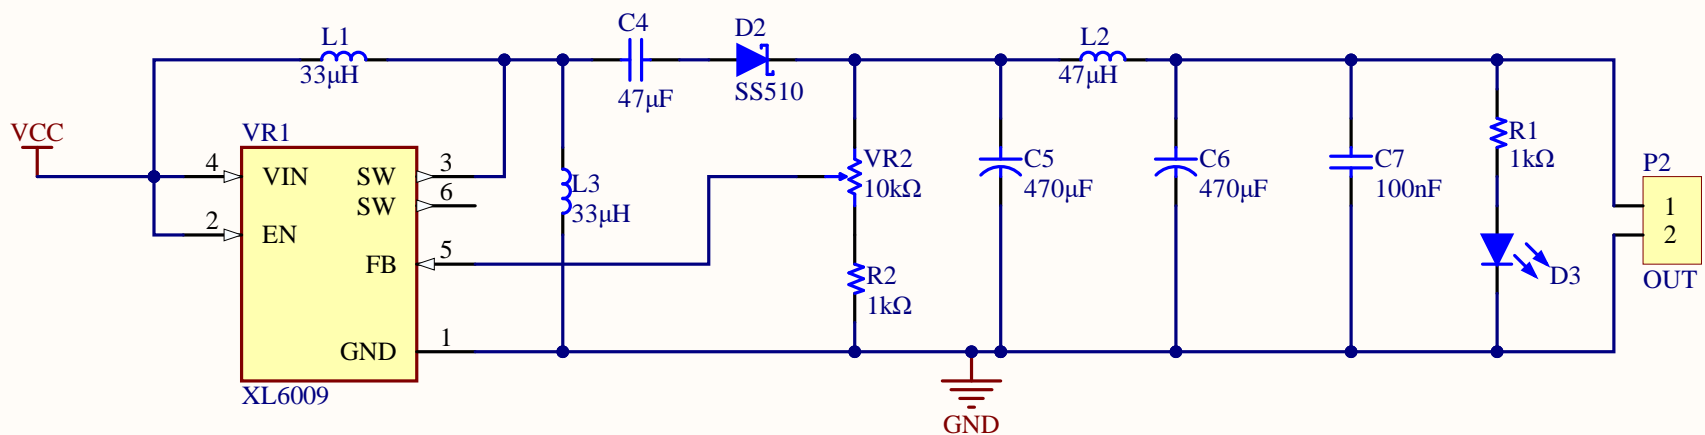 L1
33µH
C4
47µF
D2
SS510
L2
47µH
VCC
VR1
4
VIN
SW
3
SW
6
2
EN
FB
5
GND
1
XL6009
L3
33µH
VR2
10kΩ
R2
1kΩ
C5
470µF
C6
470µF
C7
100nF
R1
1kΩ
D3
P2
1
2
OUT
GND